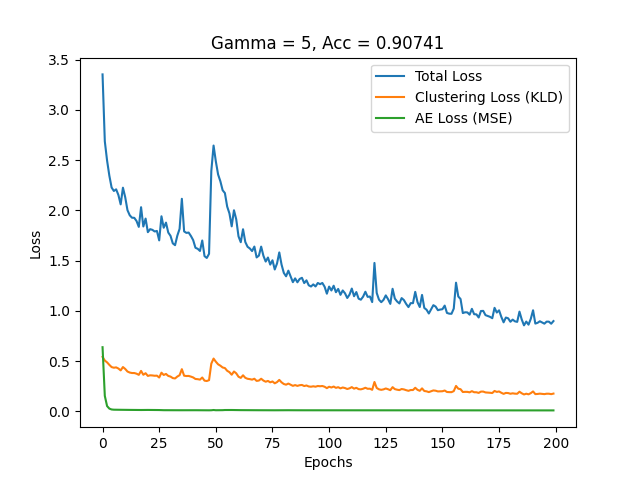 Gamma = 5, Acc = 0.90741
3.5
3.0
2.5
2.0
1.5
1.0
0.5
0.0
Loss
Total Loss
Clustering Loss (KLD)
AE Loss (MSE)
0 25 50 75 100 125 150 175 200
Epochs